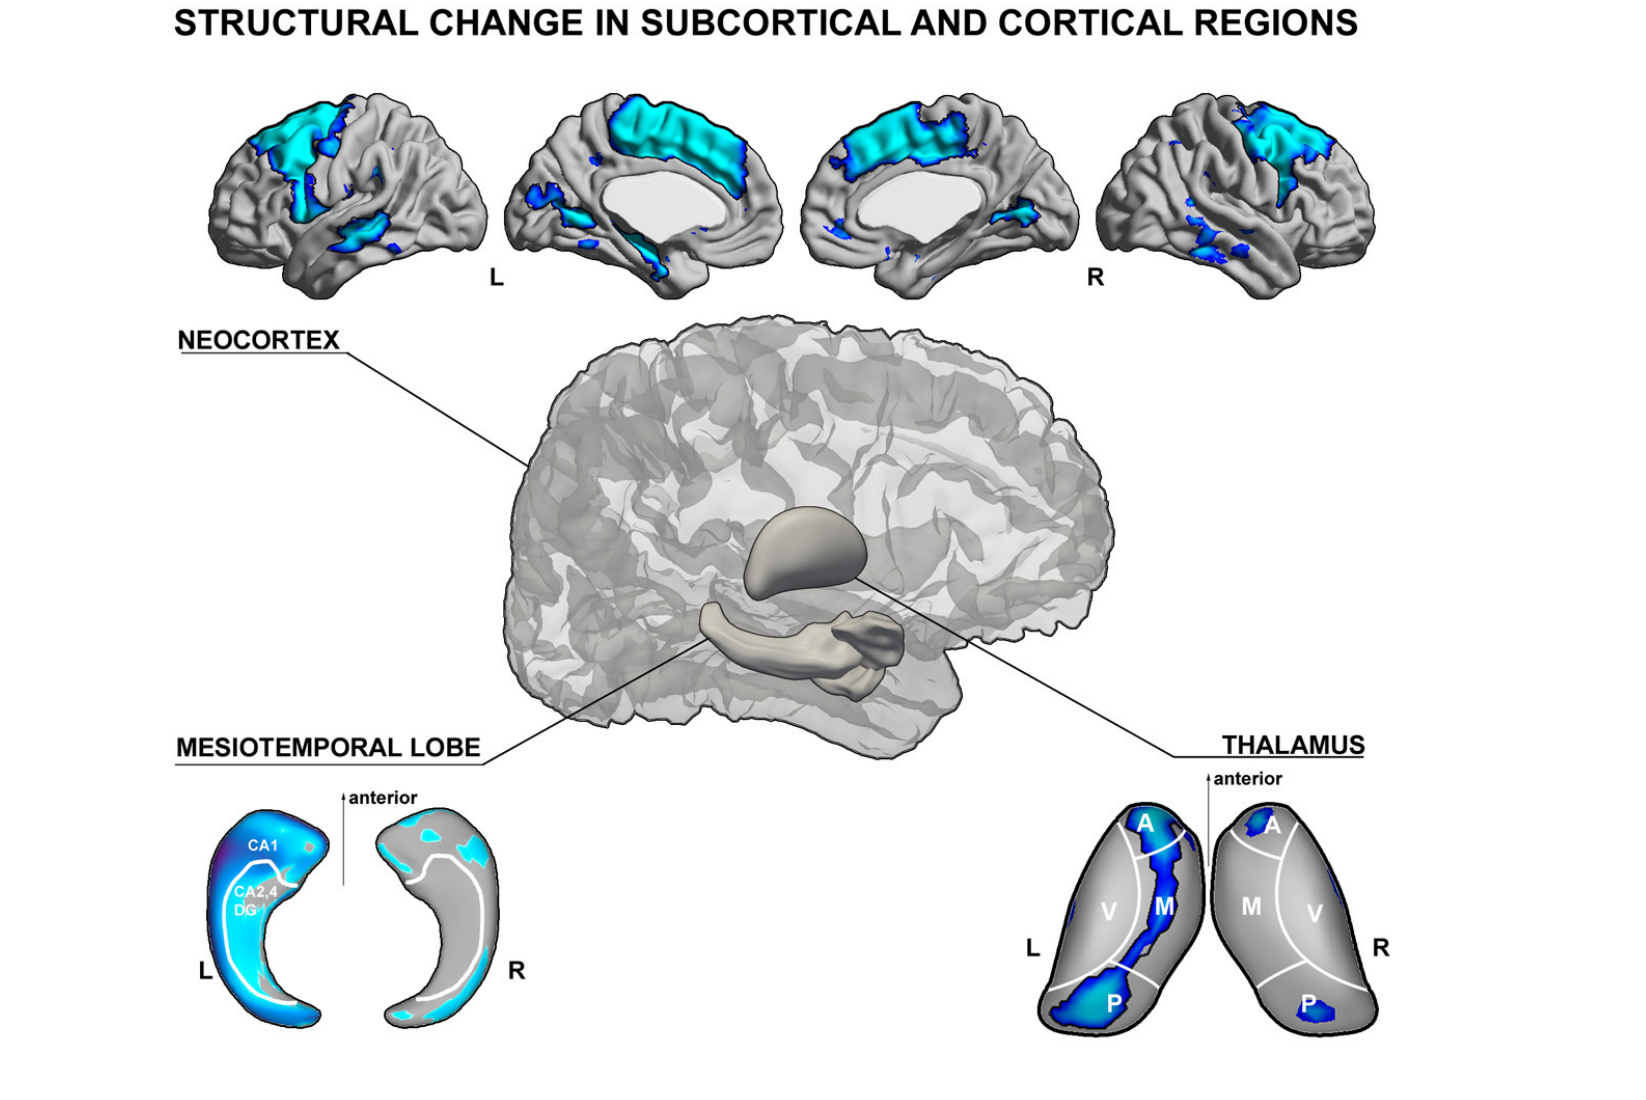 STRUCTURAL CHANGE IN SUBCORTICAL AND CORTICAL REGIONS
L
R
NEOCORTEX
MESIOTEMPORAL LOBE
anterior
CA1
CA2,4
DG
L
R
THALAMUS
anterior
A
A
V
M
M
V
L
R
P
P